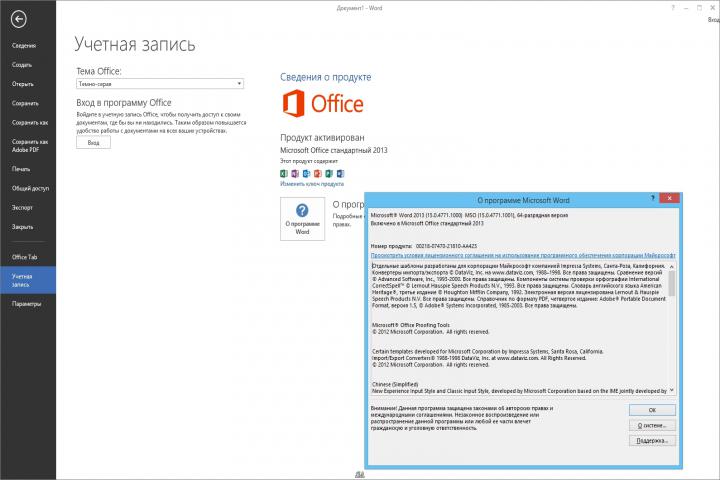 Документ1 - Word
Вход
Сведения
Создать
Открыть
Сохранить
Сохранить как
Сохранить как
Adobe PDF
Печать
Общий доступ
Экспорт
Закрыть
Office Tab
Учетная
запись
Параметры
Учетная запись
Тема Office:
Темно-серая
Вход в программу Office
Войдите в учетную запись Office, чтобы получить доступ к своим
документам, где бы вы ни находились. Таким образом повышается
удобство работы с документами на всех ваших устройствах.
Вход
Сведения о продукте
Office
Продукт активирован
Microsoft Office стандартный 2013
Этот продукт содержит
Изменить ключ продукта
О программе
Word
О прогр
Подробные
правах.
О программе Microsoft Word
Microsoft® Word 2013 (15.0.4771.1000) MSO (15.0.4771.1001), 64-разрядная версия
Включено в Microsoft Office стандартный 2013
Номер продукта: 00216-07470-21810-AA425
Просмотреть условия лицензионного соглашения на использование программного обеспечения корпорации Майкрософт
Отдельные шаблоны разработаны для корпорации Майкрософт компанией Impressa Systems, Санта-Роза, Калифорния.
Конвертеры импорта/экспорта © DataViz, Inc. на www.dataviz.com, 1988-1998. Все права защищены. Сравнение версий
© Advanced Software, Inc., 1993-2000. Все права защищены. Компоненты системы проверки орфографии International
CorrectSpell™ © Lernout Hauspie Speech Products N.V., 1993. Все права защищены. Словарь английского языка American
Heritage®, третье издание © Houghton Mifflin Company, 1992. Электронная версия лицензирована Lernout & Hauspie
Speech Products N.V. Все права защищены. Справочник по формату PDF, четвертое издание: Adobe® Portable Document
Format, версия 1.5, © Adobe® Systems Incorporated, 1985-2003. Все права защищены.
Microsoft® Office Proofing Tools
© 2012 Microsoft Corporation. All rights reserved.
Certain templates developed for Microsoft Corporation by Impressa Systems, Santa Rosa, California.
Import/Export Converters© 1988-1998 DataViz, Inc. at www.dataviz.com. All Rights Reserved.
© 2012 Microsoft Corporation. All rights reserved.
Chinese (Simplified)
New Experience Input Style and Classic Input Style, developed by Microsoft Corporation based on the IME jointly developed by
Внимание! Данная программа защищена законами об авторских правах и
международными соглашениями. Незаконное воспроизведение или
распространение данной программы или любой ее части влечет
гражданскую и уголовную ответственность.
OK
О системе...
Поддержка...